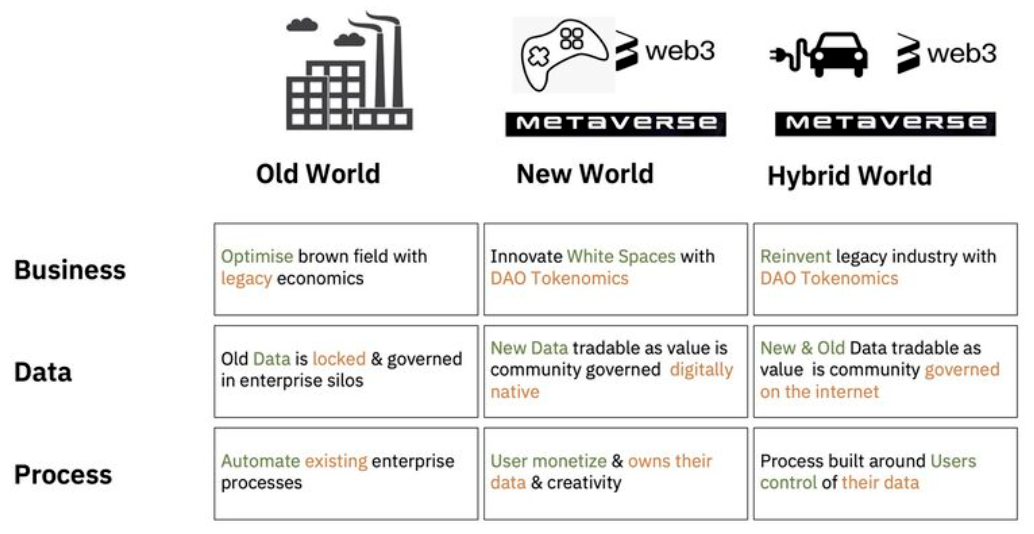 web3
web3
METAVERSE
METAVERSE
Old World
New World
Hybrid World
Business
Optimise brown field with
legacy economics
Innovate White Spaces with
DAO Tokenomics
Reinvent legacy industry with
DAO Tokenomics
Data
Old Data is locked & governed
in enterprise silos
New Data tradable as value is
community governed digitally
native
New & Old Data tradable as
value is community governed
on the internet
Process
Automate existing enterprise
processes
User monetize & owns their
data & creativity
Process built around Users
control of their data